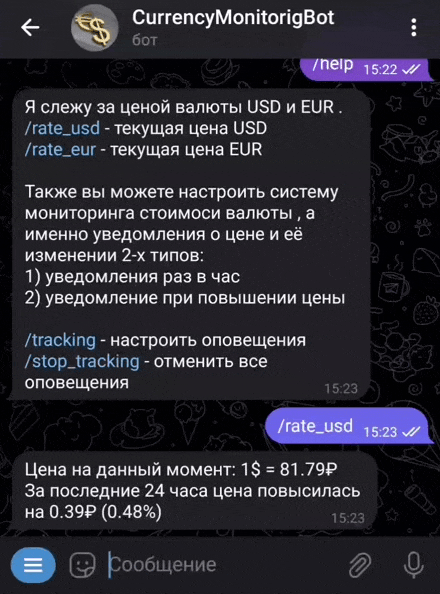 CurrencyMonitorigBot
бот
/help 15:22
Я слежу за ценой валюты USD и EUR .
/rate_usd - текущая цена USD
/rate_eur - текущая цена EUR
Также вы можете настроить систему
мониторинга стоимоси валюты , а
именно уведомления о цене и её
изменении 2-х типов:
1) уведомления раз в час
2) уведомление при повышении цены
/tracking - настроить оповещения
/stop_tracking - отменить все
оповещения
15:23
/rate_usd 15:23
Цена на данный момент: 1$ = 81.79₽
За последние 24 часа цена повысилась
на 0.39₽ (0.48%)
15:23
Сообщение